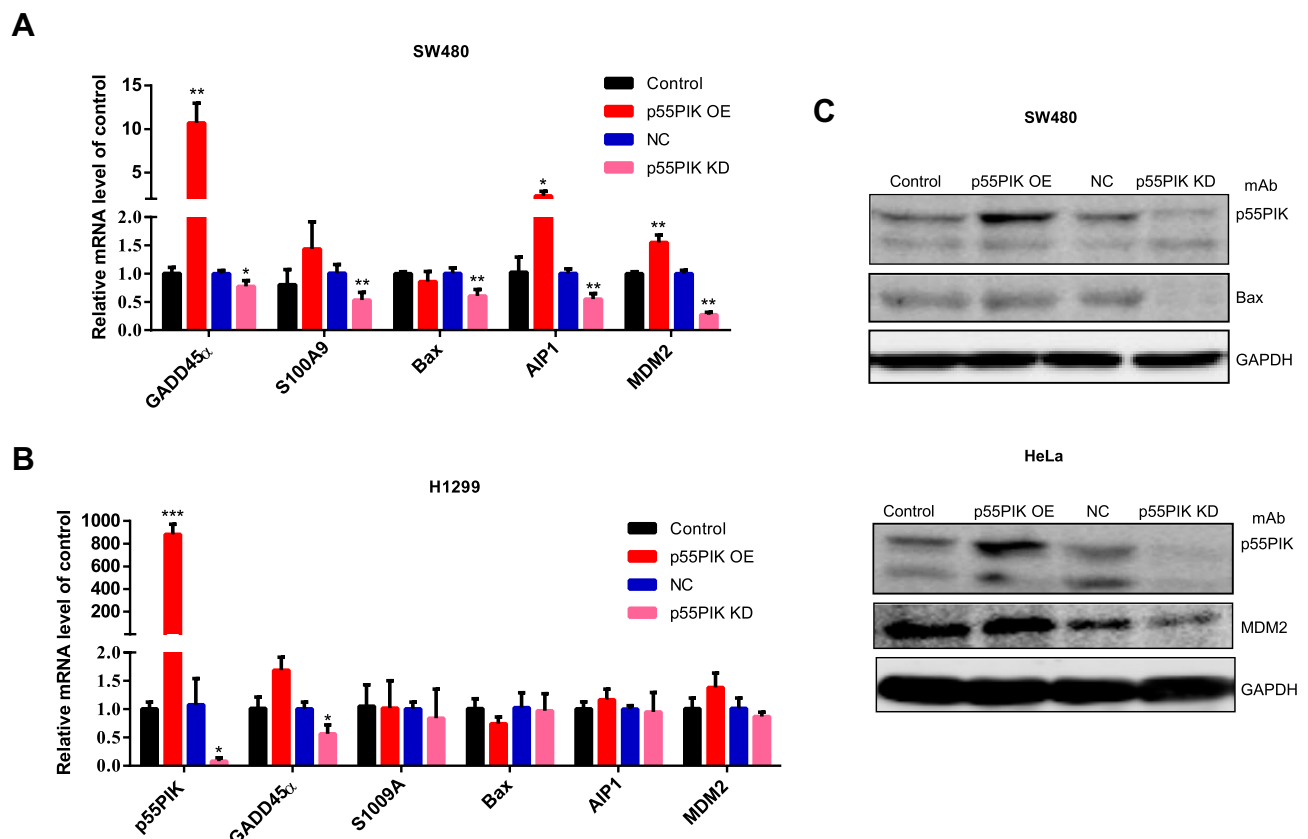 A
SW480
Relative mRNA level of control
15
10
5
2.0
1.5
1.0
0.5
0.0
**
*
**
**
**
*
**
**
**
Control
p55PIK OE
NC
p55PIK KD
GADD45α
S100A9
Bax
AIP1
MDM2
B
H1299
Relative mRNA level of control
1000
800
600
400
200
2.0
1.5
1.0
0.5
0.0
***
*
*
Control
p55PIK OE
NC
p55PIK KD
p55PIK
GADD45α
S1009A
Bax
AIP1
MDM2
C
SW480
Control p55PIK OE NC p55PIK KD mAb
p55PIK
Bax
GAPDH
HeLa
Control p55PIK OE NC p55PIK KD mAb
p55PIK
MDM2
GAPDH